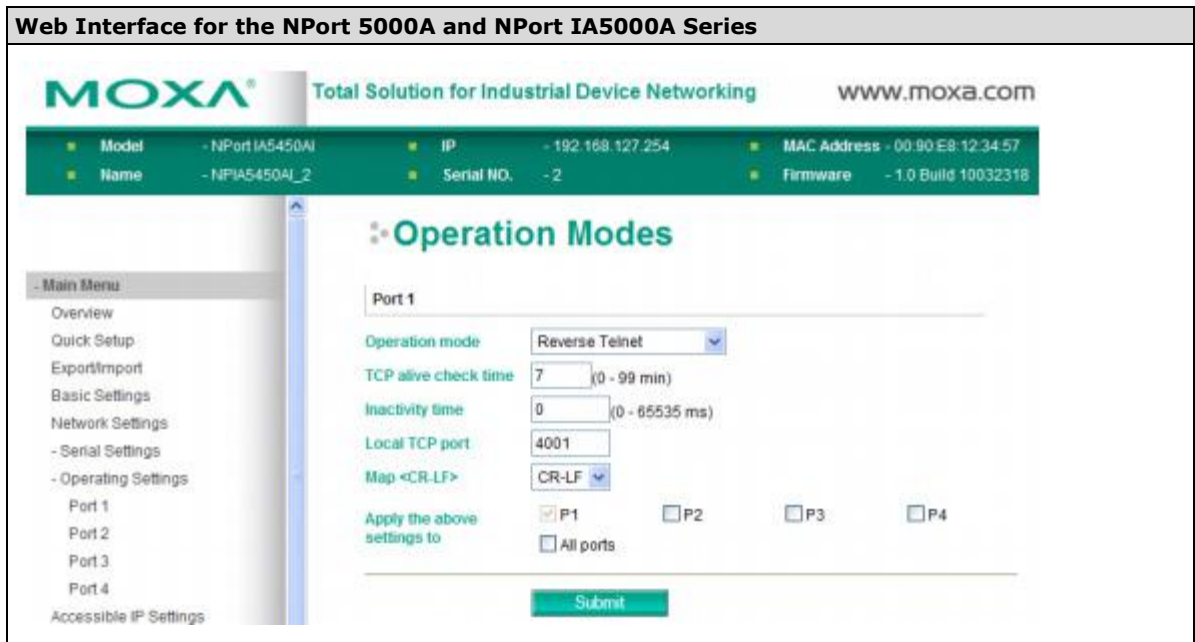 Web Interface for the NPort 5000A and NPort IA5000A Series
MOXA® Total Solution for Industrial Device Networking www.moxa.com
Model - NPort IA5450AI IP - 192.168.127.254 MAC Address - 00:90:E8:12:34:57
Name - NPIA5450AI_2 Serial NO. - 2 Firmware - 1.0 Build 10032318
Operation Modes
- Main Menu
Overview
Quick Setup
Export/Import
Basic Settings
Network Settings
- Serial Settings
- Operating Settings
Port 1
Port 2
Port 3
Port 4
Accessible IP Settings
Port 1
Operation mode Reverse Telnet
TCP alive check time 7 (0 - 99 min)
Inactivity time 0 (0 - 65535 ms)
Local TCP port 4001
Map <CR-LF> CR-LF
Apply the above settings to P1 P2 P3 P4
All ports
Submit